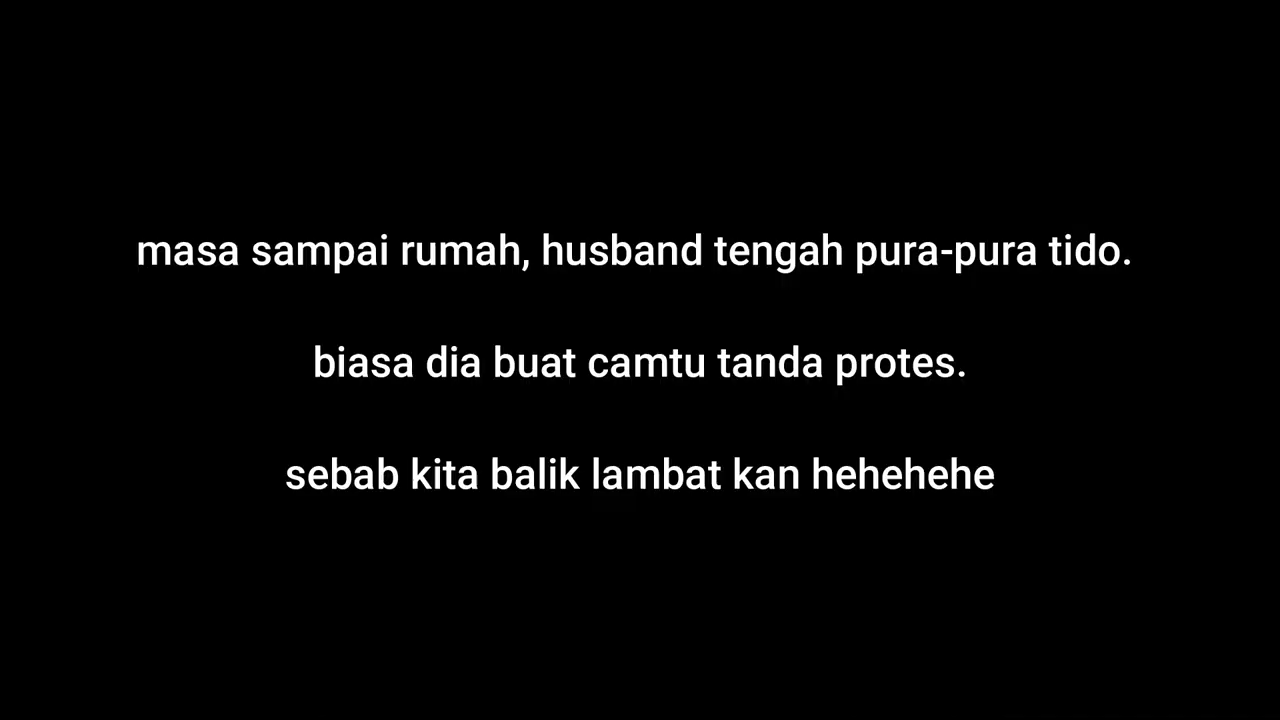 masa sampai rumah, husband tengah pura-pura tido.
biasa dia buat camtu tanda protes.
sebab kita balik lambat kan hehehehe